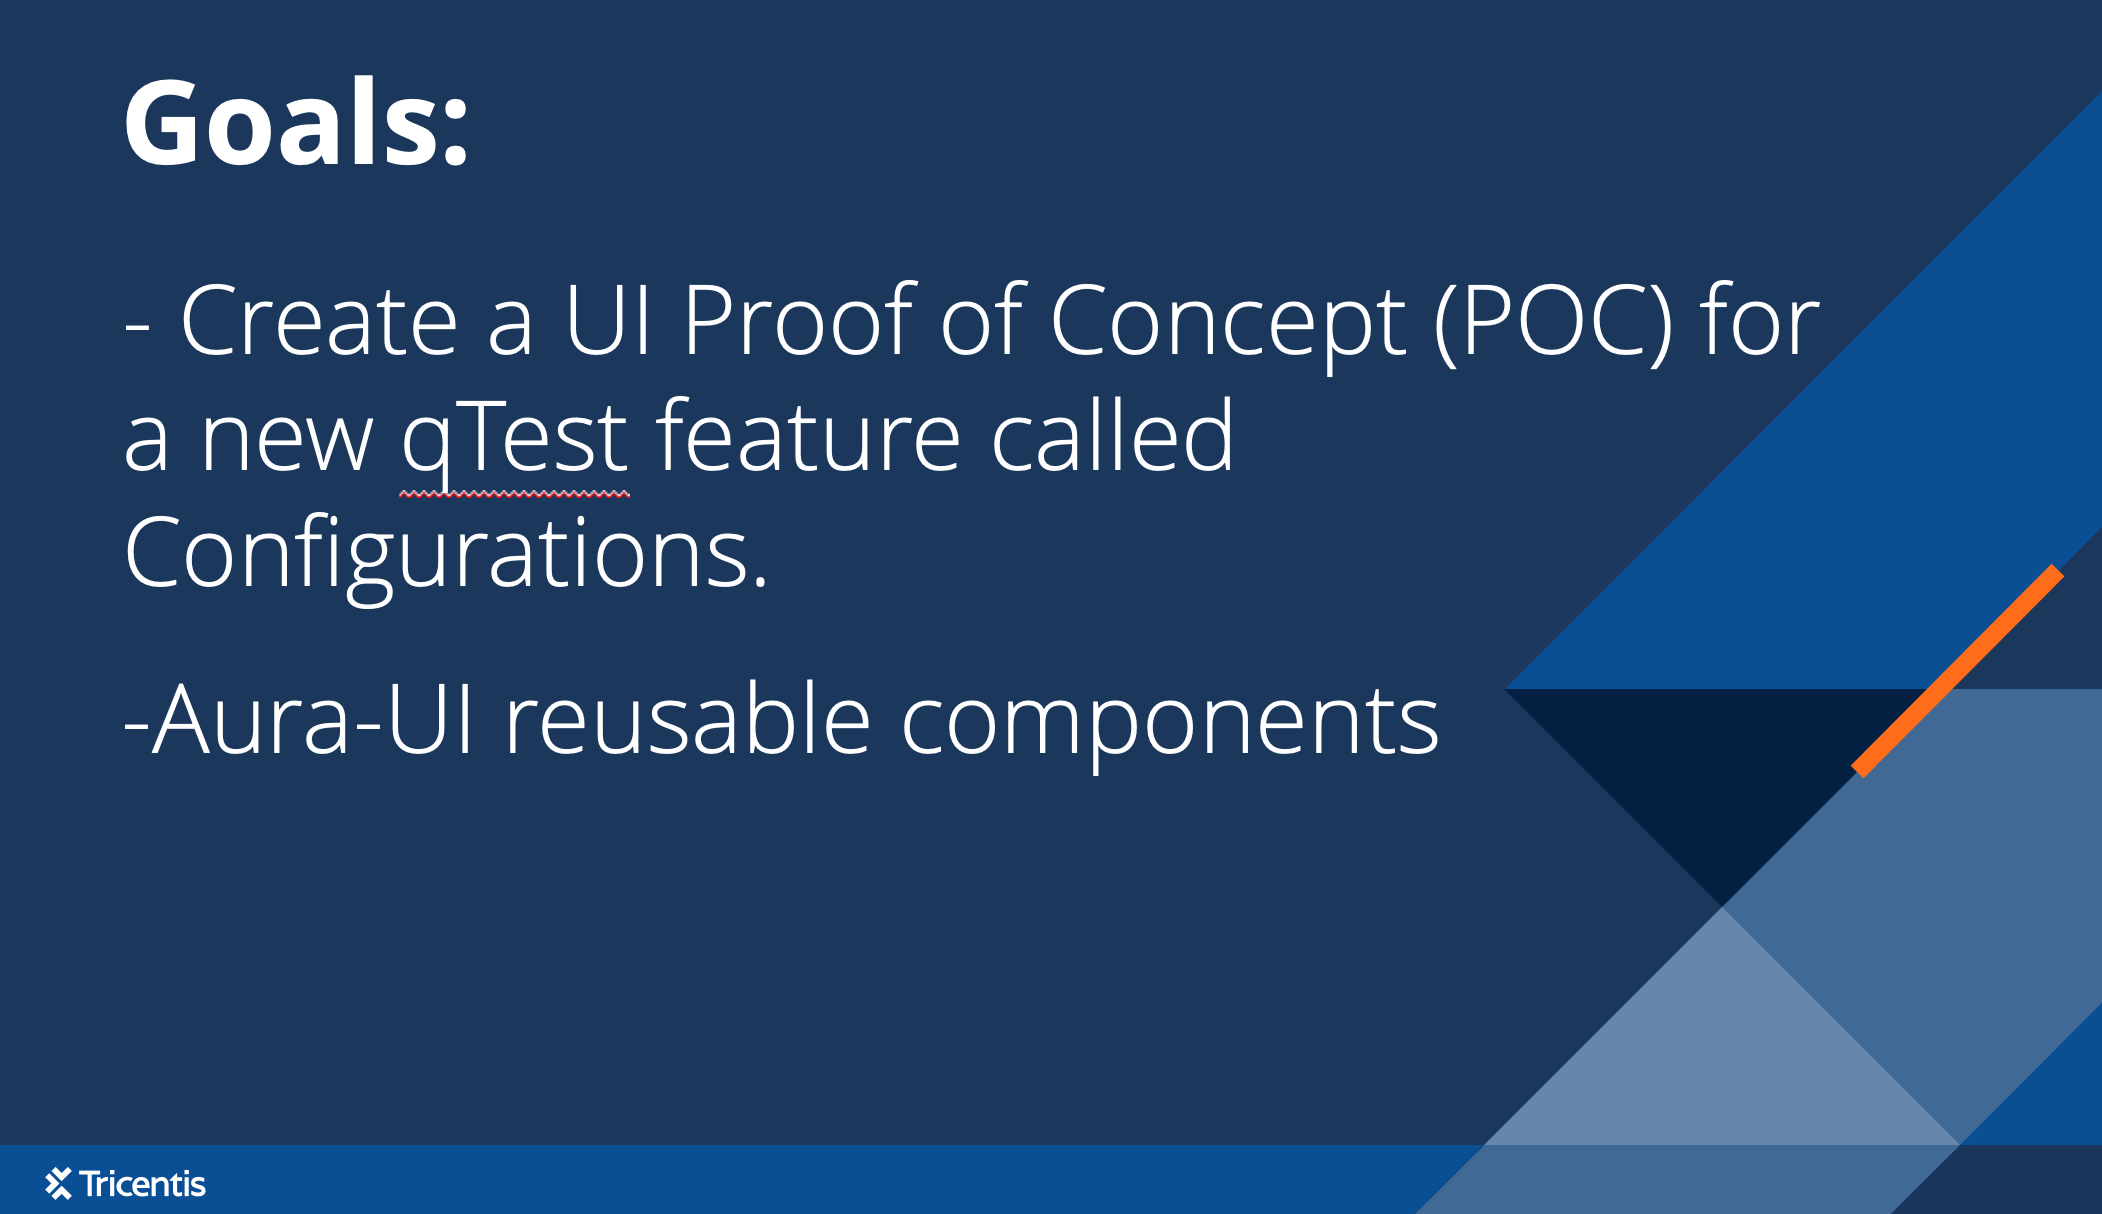 Goals:
- Create a UI Proof of Concept (POC) for
a new qTest feature called
Configurations.
-Aura-UI reusable components
Tricentis